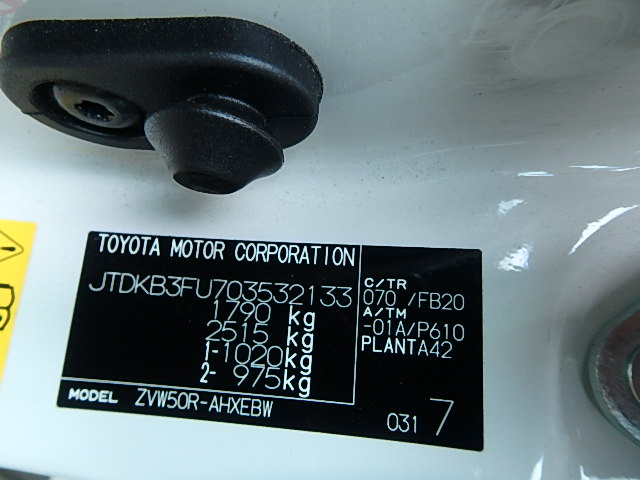 TOYOTA MOTOR CORPORATION
JTDKB3FU703532133
1790 kg
2515 kg
1-1020kg
2- 975kg
C/TR
070 /FB20
A/TM
-01A/P610
PLANTA42
MODEL ZVW50R-AHXEBW
031 7